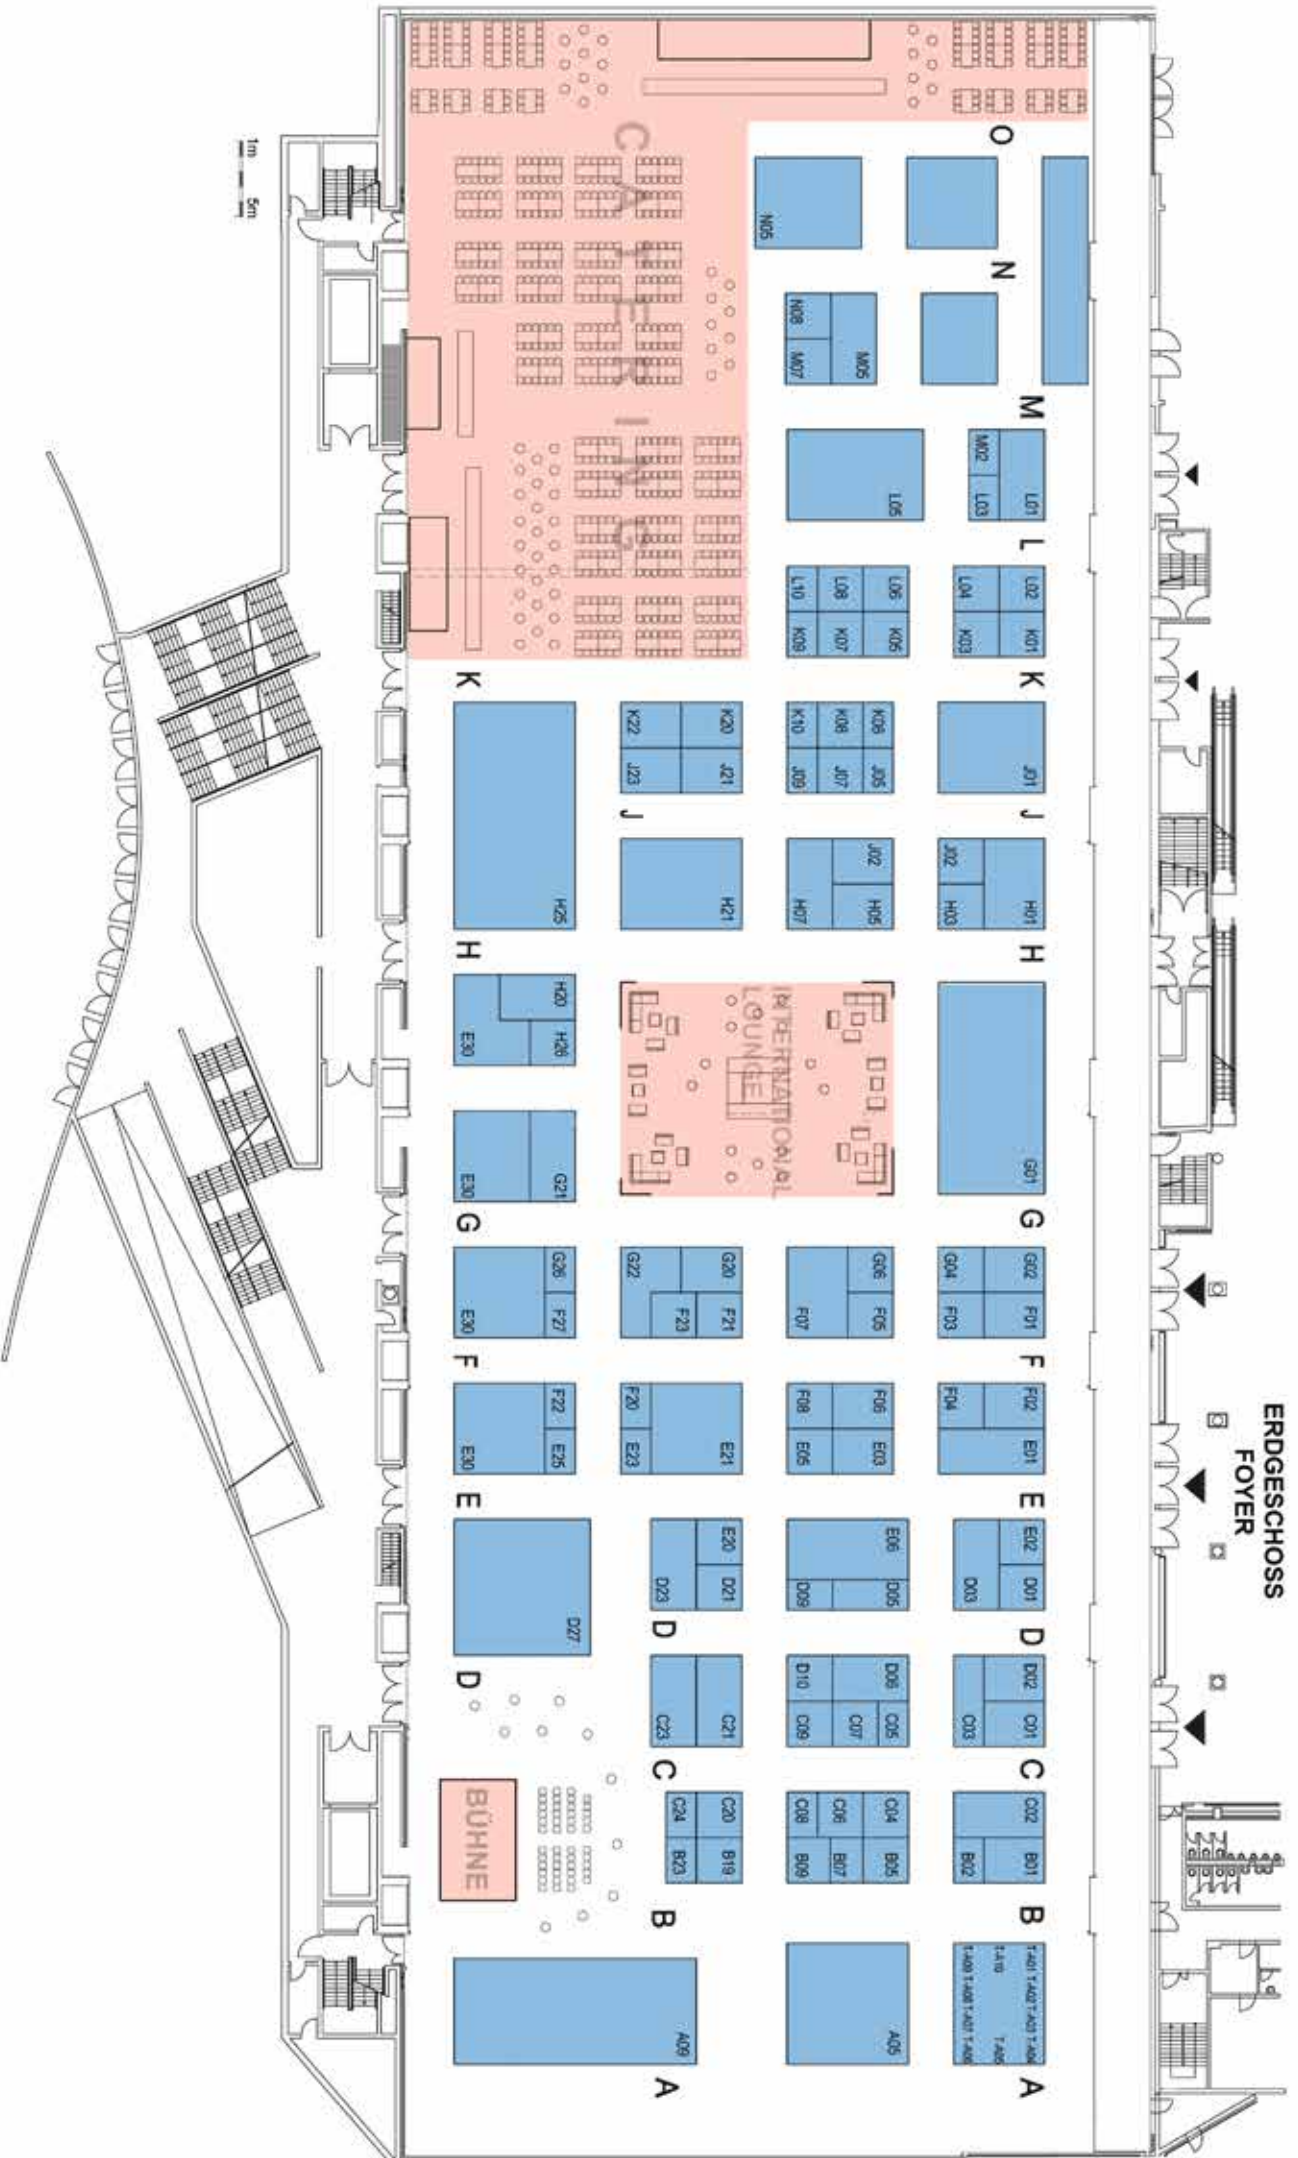 ERDGESCHOSS
FOYER
1m 5m
CATERING
O
N05
N
N08
M07
M05
M
M02
L03
L01
L05
L
L10
L08
L06
L04
L02
K09
K07
K05
K03
K01
K
K
H25
K22
K20
J23
J21
K10
K08
K06
J09
J07
J05
J01
J
J
H21
J02
H07
H05
J02
H03
H01
H
H
H20
H26
E30
INTERNATIONAL
LOUNGE
G01
E30
G21
G
G
G26
F27
E30
G22
G20
F23
F21
G06
F07
F05
G04
G02
F03
F01
F
F
F22
E25
E30
F20
E23
E21
F08
F06
E05
E03
F04
F02
E01
E
E
D27
E20
D23
D21
E06
D09
D05
E02
D03
D01
D
D
D
C23
C21
D10
D06
C09
C07
C05
D02
C03
C01
C
C
BÜHNE
C24
C20
B23
B19
C08
C06
C04
B09
B07
B05
C02
B02
B01
B
B
A09
A05
T-A01 T-A02 T-A03 T-A04
T-A10 T-A05
T-A09 T-A08 T-A07 T-A06
A
A